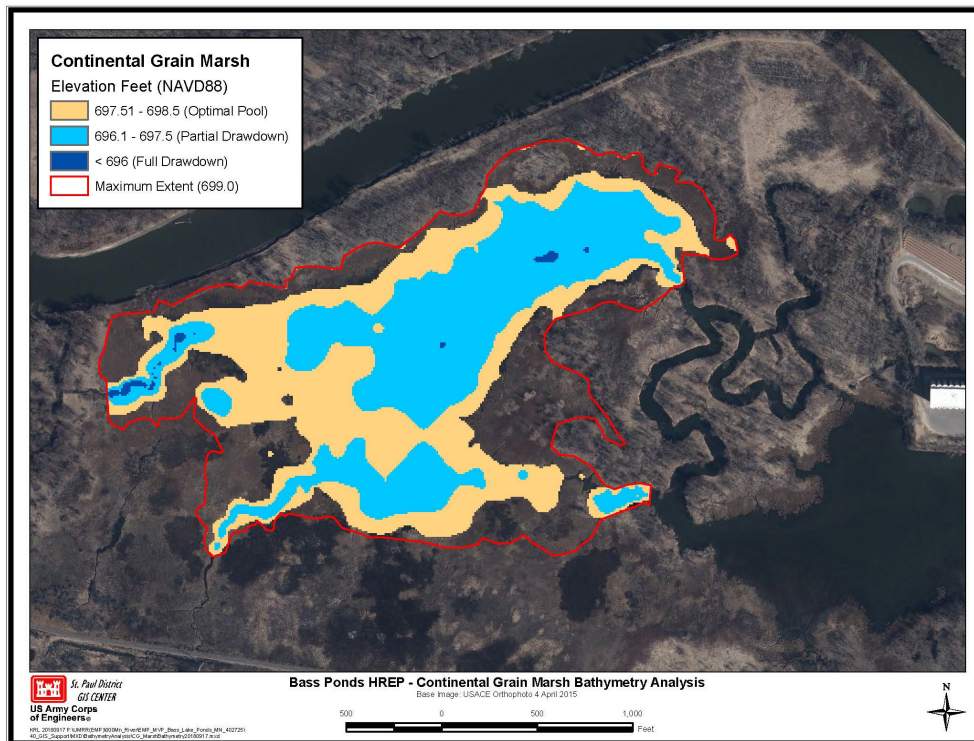 Continental Grain Marsh
Elevation Feet (NAVD88)
697.51 - 698.5 (Optimal Pool)
696.1 - 697.5 (Partial Drawdown)
< 696 (Full Drawdown)
Maximum Extent (699.0)
St. Paul District
GIS CENTER
US Army Corps
of Engineers®
Bass Ponds HREP - Continental Grain Marsh Bathymetry Analysis
Base Image: USACE Orthophoto 4 April 2015
500 0 500 1,000
Feet
N